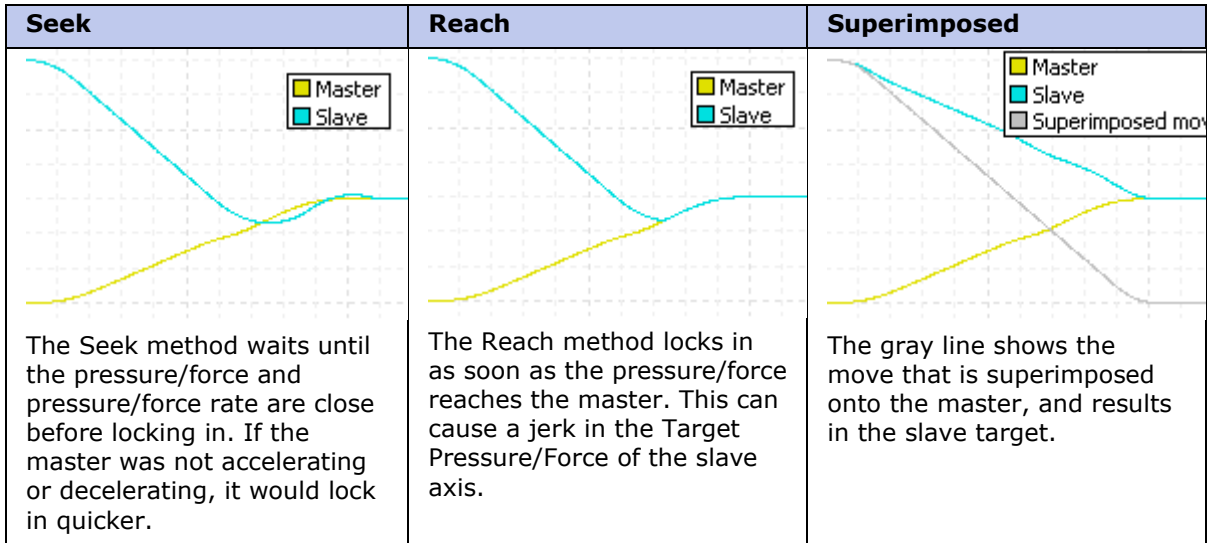 Seek
Reach
Superimposed
Master
Slave
Master
Slave
Master
Slave
Superimposed mov
The Seek method waits until
the pressure/force and
pressure/force rate are close
before locking in. If the
master was not accelerating
or decelerating, it would lock
in quicker.
The Reach method locks in
as soon as the pressure/force
reaches the master. This can
cause a jerk in the Target
Pressure/Force of the slave
axis.
The gray line shows the
move that is superimposed
onto the master, and results
in the slave target.